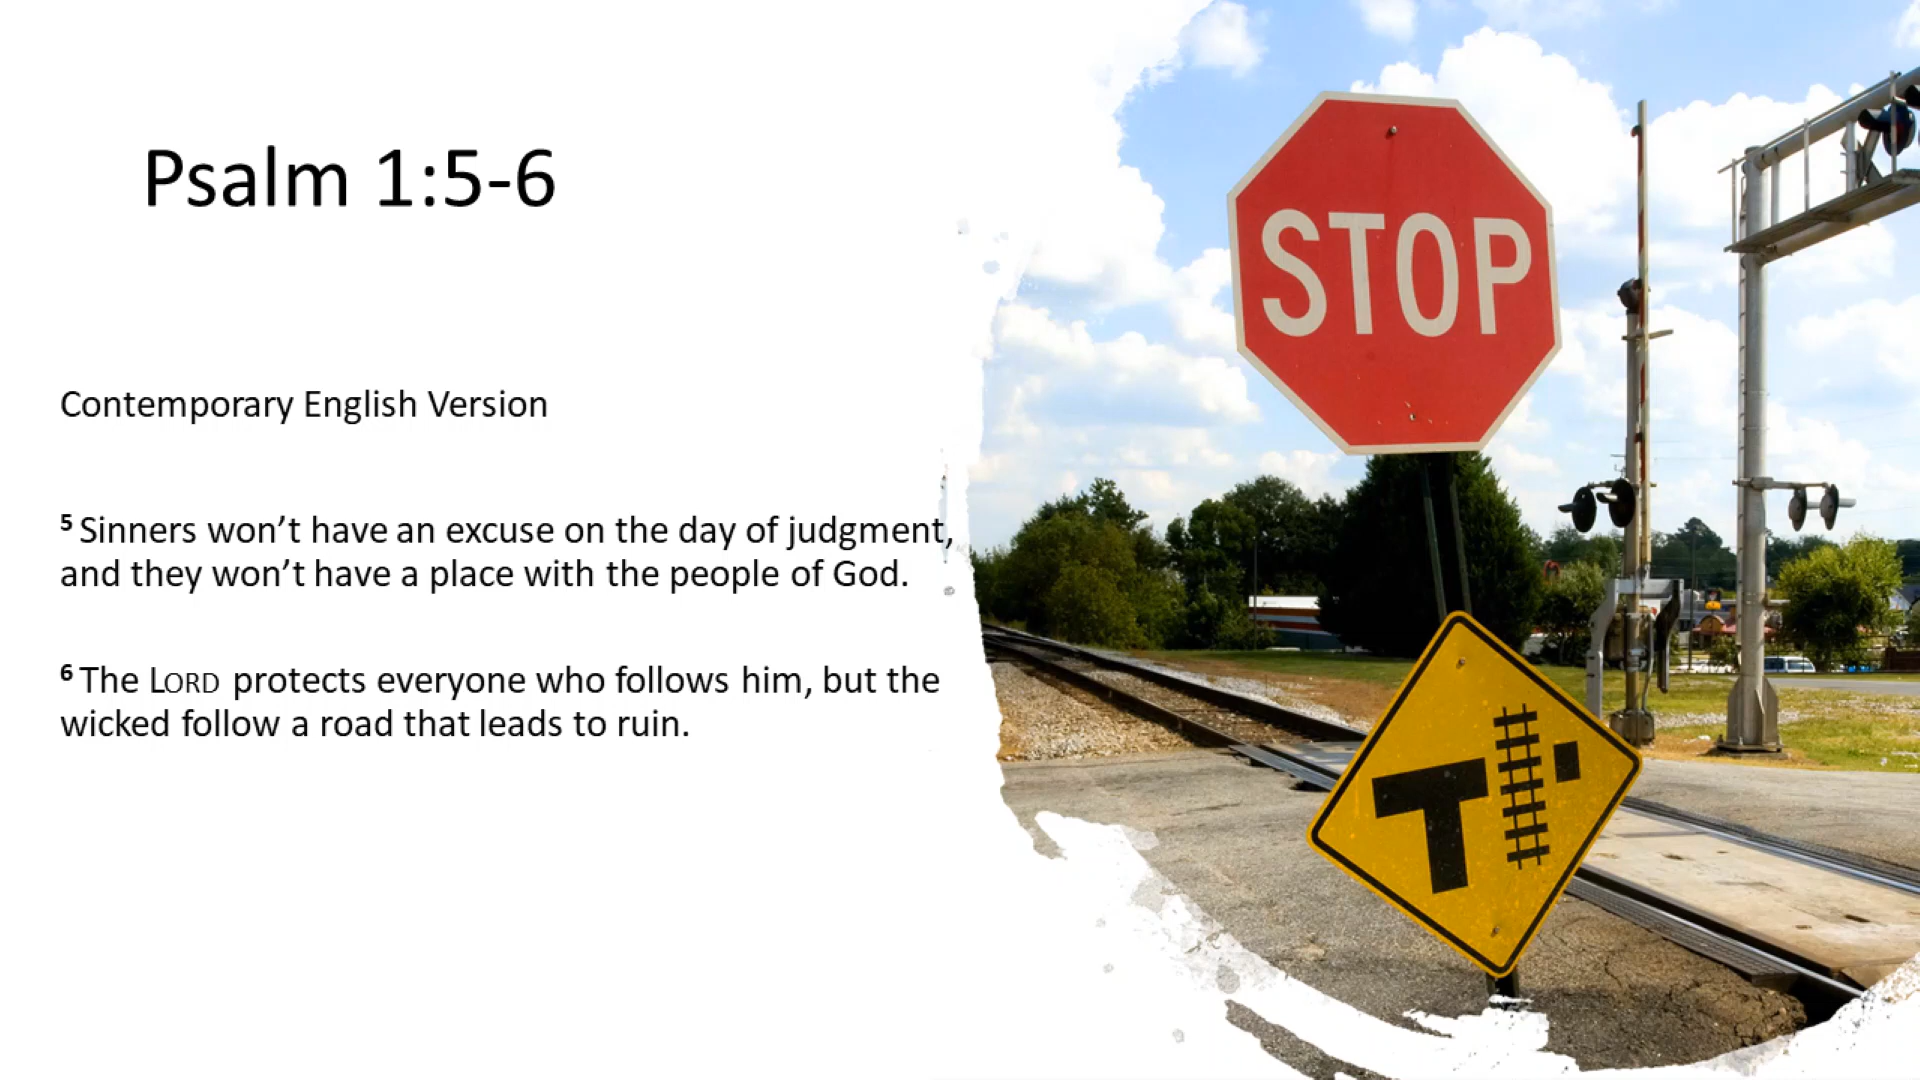 Psalm 1:5-6
Contemporary English Version
5 Sinners won’t have an excuse on the day of judgment,
and they won’t have a place with the people of God.
6 The LORD protects everyone who follows him, but the
wicked follow a road that leads to ruin.
STOP